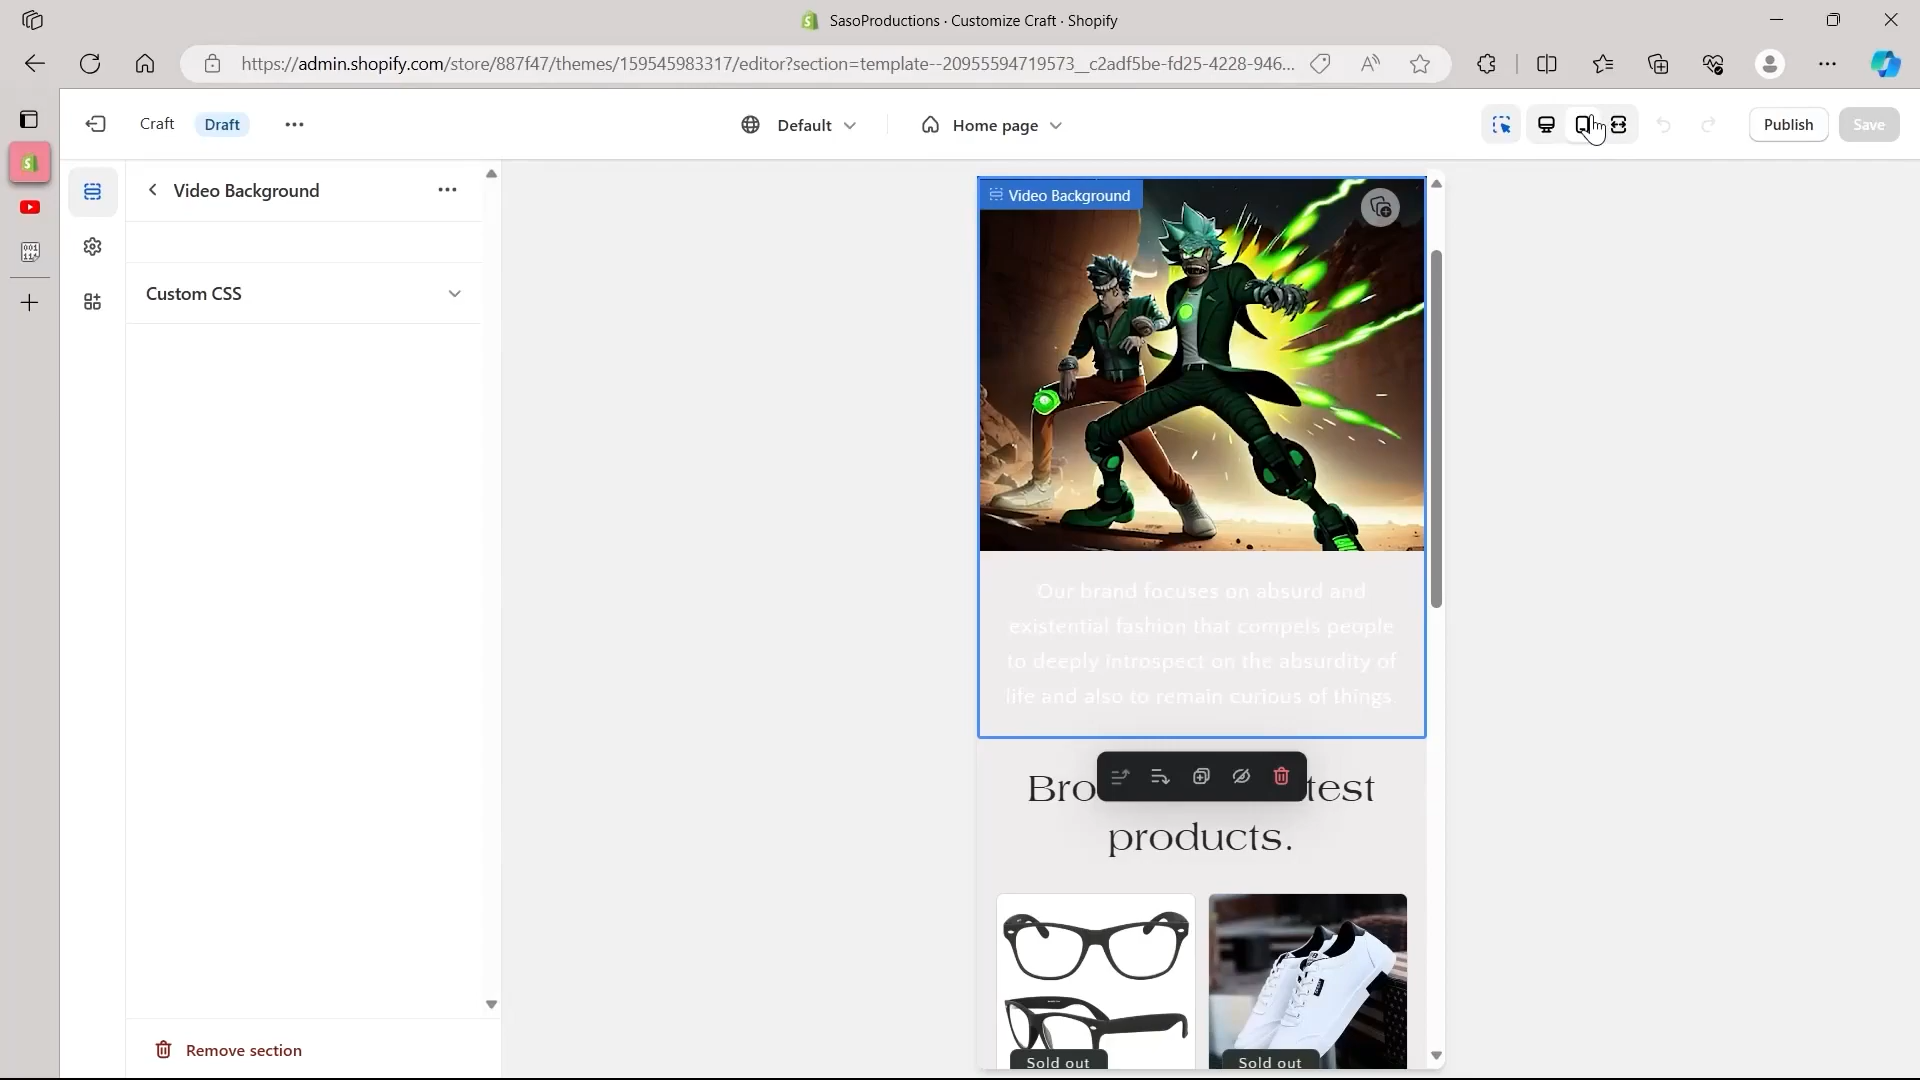 SasoProductions · Customize Craft · Shopify
https://admin.shopify.com/store/887f47/themes/159545983317/editor?section=template--20955594719573__c2adf5be-fd25-4228-946...
Craft
Draft
Default
Home page
Publish
Save
Video Background
Custom CSS
Remove section
Video Background
Our brand focuses on absurd and
existential fashion that compels people
to deeply introspect on the absurdity of
life and also to remain curious of things.
Bro test
products.
Sold out
Sold out